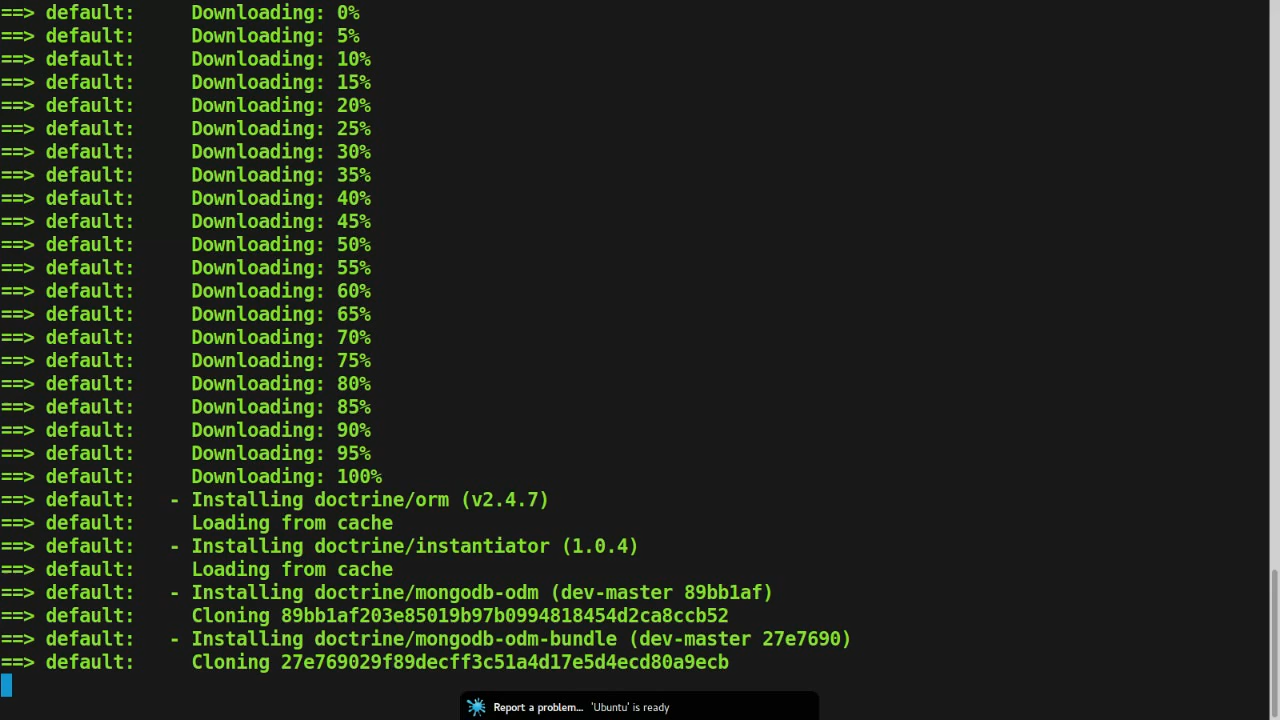 ==> default:     Downloading: 0%
==> default:     Downloading: 5%
==> default:     Downloading: 10%
==> default:     Downloading: 15%
==> default:     Downloading: 20%
==> default:     Downloading: 25%
==> default:     Downloading: 30%
==> default:     Downloading: 35%
==> default:     Downloading: 40%
==> default:     Downloading: 45%
==> default:     Downloading: 50%
==> default:     Downloading: 55%
==> default:     Downloading: 60%
==> default:     Downloading: 65%
==> default:     Downloading: 70%
==> default:     Downloading: 75%
==> default:     Downloading: 80%
==> default:     Downloading: 85%
==> default:     Downloading: 90%
==> default:     Downloading: 95%
==> default:     Downloading: 100%
==> default:   - Installing doctrine/orm (v2.4.7)
==> default:     Loading from cache
==> default:   - Installing doctrine/instantiator (1.0.4)
==> default:     Loading from cache
==> default:   - Installing doctrine/mongodb-odm (dev-master 89bb1af)
==> default:     Cloning 89bb1af203e85019b97b0994818454d2ca8ccb52
==> default:   - Installing doctrine/mongodb-odm-bundle (dev-master 27e7690)
==> default:     Cloning 27e769029f89decff3c51a4d17e5d4ecd80a9ecb
Report a problem... 'Ubuntu' is ready